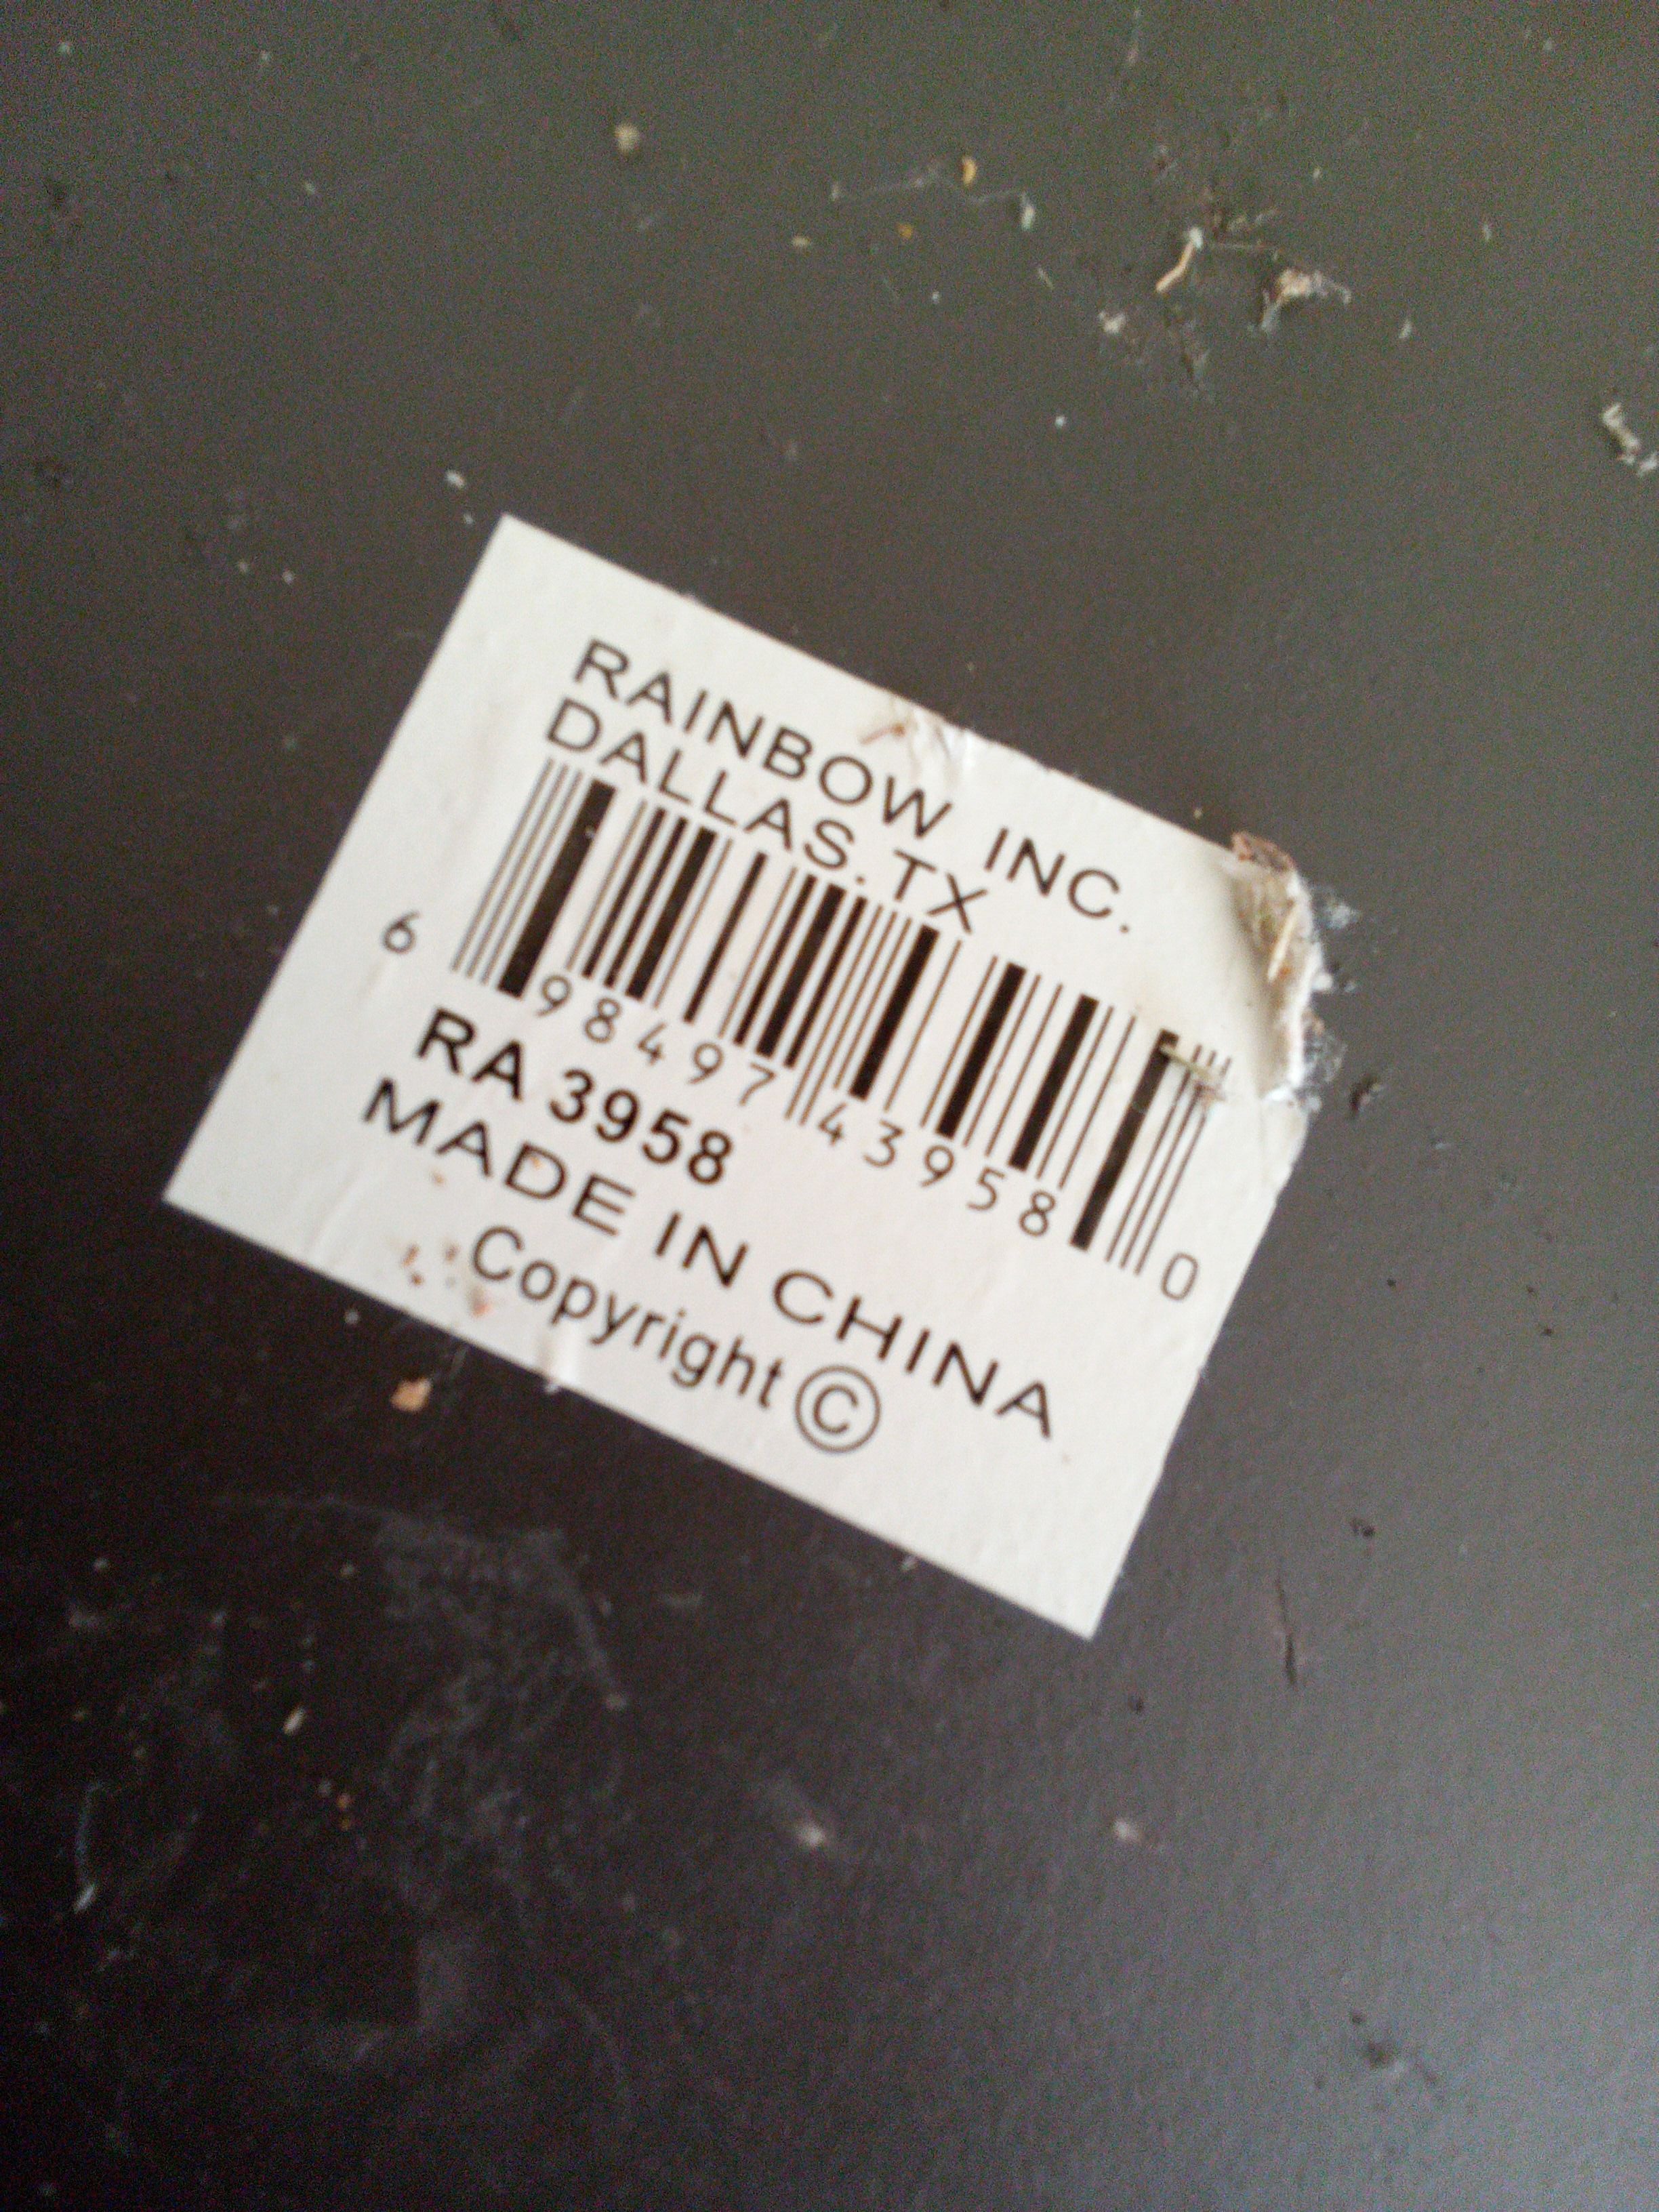 RAINBOW INC.
DALLAS.TX
6 98497 43958 0
RA 3958
MADE IN CHINA
Copyright ©